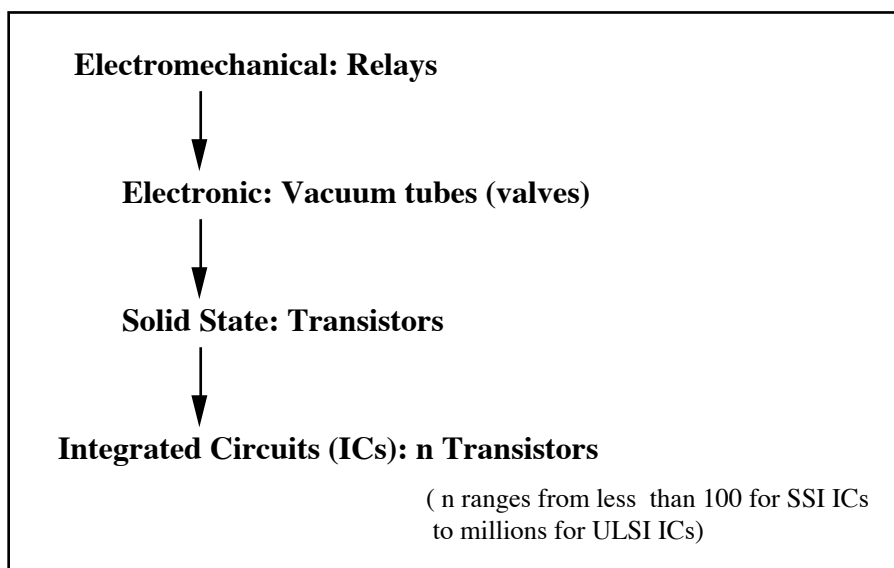 Electromechanical: Relays
Electronic: Vacuum tubes (valves)
Solid State: Transistors
Integrated Circuits (ICs): n Transistors
( n ranges from less than 100 for SSI ICs
to millions for ULSI ICs)